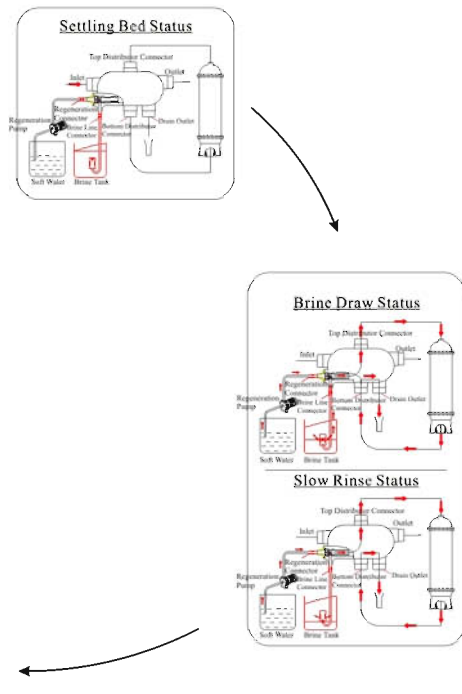 Settling Bed Status
Top Distributor Connector
Inlet
Outlet
Regeneration
Connector
Regeneration
Pump
Brine Line
Connector
Bottom Distributor
Connector
Drain Outlet
Soft Water
Brine Tank
Brine Draw Status
Top Distributor Connector
Inlet
Outlet
Regeneration
Connector
Regeneration
Pump
Brine Line
Connector
Bottom Distributor
Connector
Drain Outlet
Soft Water
Brine Tank
Slow Rinse Status
Top Distributor Connector
Inlet
Outlet
Regeneration
Connector
Regeneration
Pump
Brine Line
Connector
Bottom Distributor
Connector
Drain Outlet
Soft Water
Brine Tank